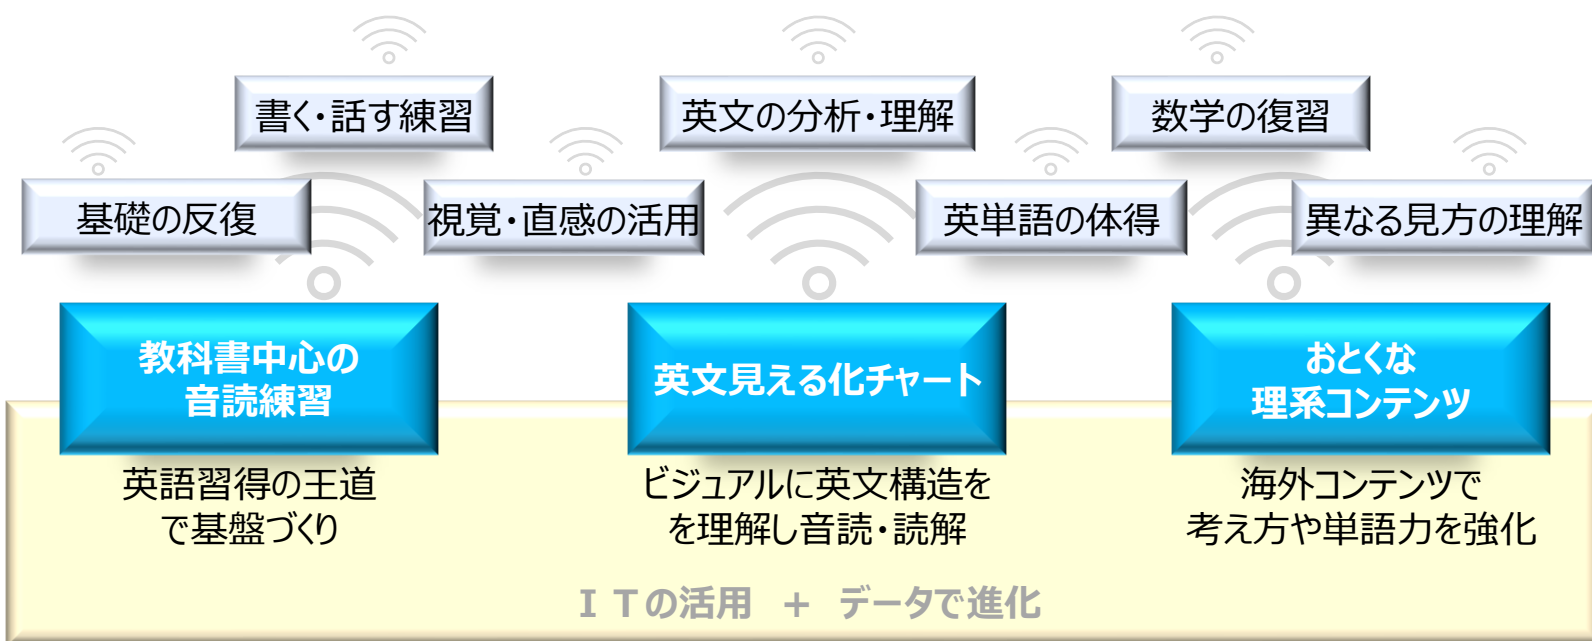 書く・話す練習
英文の分析・理解
数学の復習
基礎の反復
視覚・直感の活用
英単語の体得
異なる見方の理解
教科書中心の
音読練習
英文見える化チャート
おとくな
理系コンテンツ
英語習得の王道
で基盤づくり
ビジュアルに英文構造を
を理解し音読・読解
海外コンテンツで
考え方や単語力を強化
ＩＴの活用 + データで進化